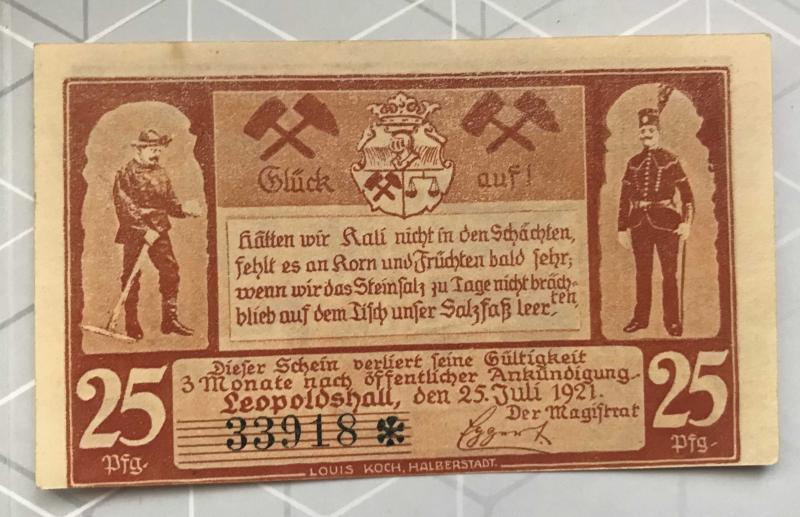 Glück auf!
Hätten wir Kali nicht in den Schächten,
fehlt es an Korn und Früchten bald sehr;
wenn wir das Steinsalz zu Tage nicht brächten
blieb auf dem Tisch unser Salzfaß leer.
Dieser Schein verliert seine Gültigkeit
3 Monate nach öffentlicher Ankündigung.
Leopoldshall, den 25. Juli 1921.
Der Magistrat
33918 ✻
Eggert
25 Pfg.
25 Pfg.
LOUIS KOCH, HALBERSTADT.